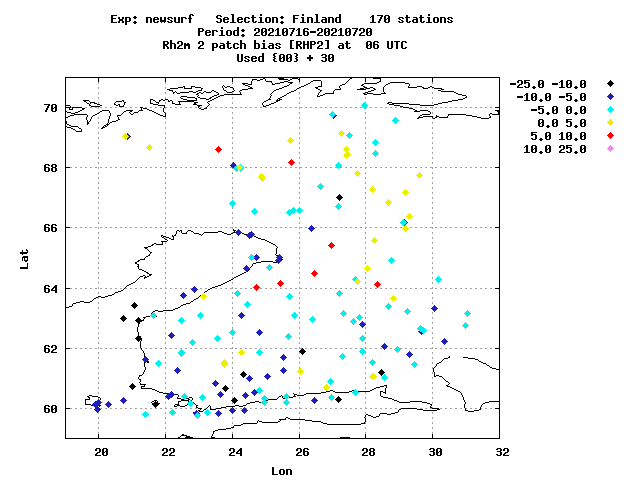 Exp: newsurf   Selection: Finland    170 stations
Period: 20210716-20210720
Rh2m 2 patch bias [RHP2] at  06 UTC
Used {00} + 30
-25.0 -10.0
-10.0 -5.0
-5.0 0.0
0.0 5.0
5.0 10.0
10.0 25.0
70
68
66
64
62
60
Lat
20 22 24 26 28 30 32
Lon